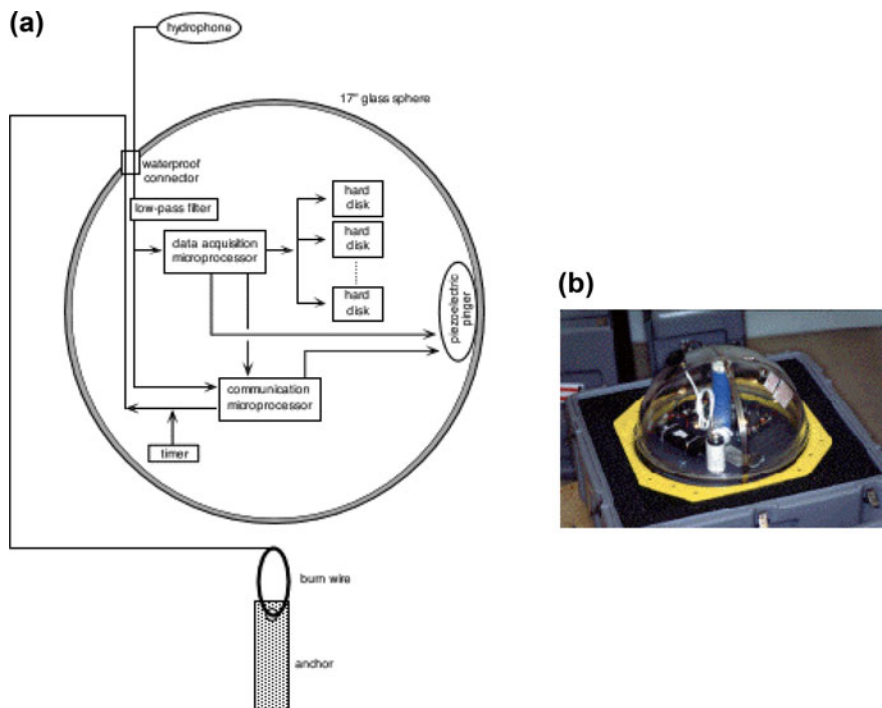 (a)
hydrophone
17" glass sphere
waterproof
connector
low-pass filter
hard
disk
data acquisition
microprocessor
hard
disk
hard
disk
piezoelectric
pinger
communication
microprocessor
timer
burn wire
anchor
(b)